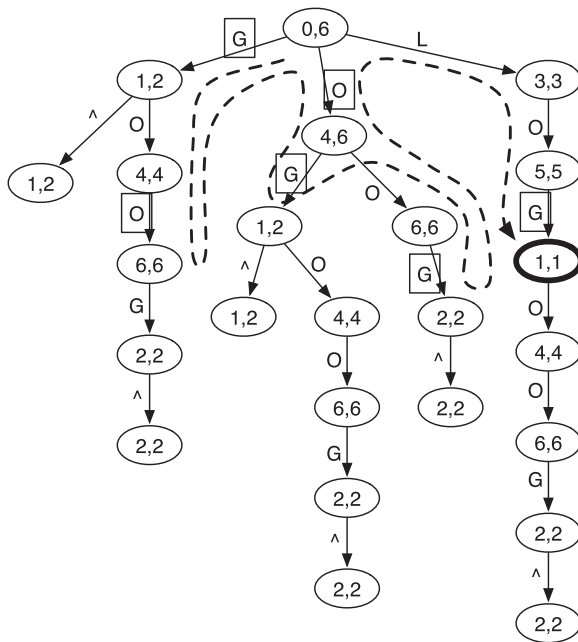 0,6
G L
1,2 O 3,3
^ O 4,6 O
1,2 4,4 G O 5,5
O 1,2 6,6 G
6,6 ^ O G 1,1
G 1,2 4,4 2,2 O
2,2 O ^ 4,4
^ 6,6 2,2 O
2,2 G 6,6
2,2 G
^ 2,2
2,2 ^
2,2